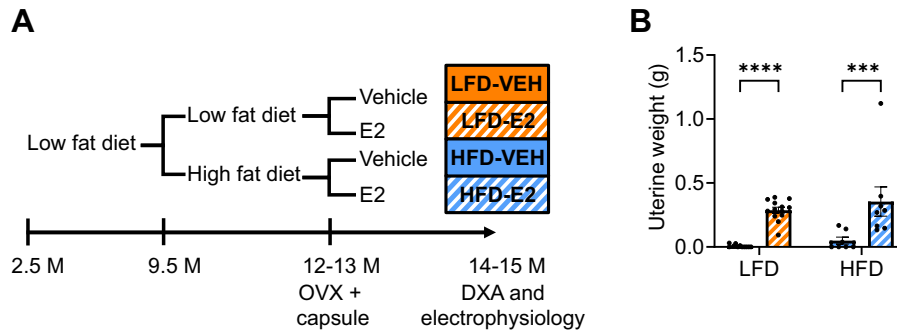 A
Low fat diet
Low fat diet
High fat diet
Vehicle
E2
Vehicle
E2
LFD-VEH
LFD-E2
HFD-VEH
HFD-E2
2.5 M
9.5 M
12-13 M
14-15 M
OVX +
capsule
DXA and
electrophysiology
B
Uterine weight (g)
1.5
1.0
0.5
0.0
****
***
LFD
HFD